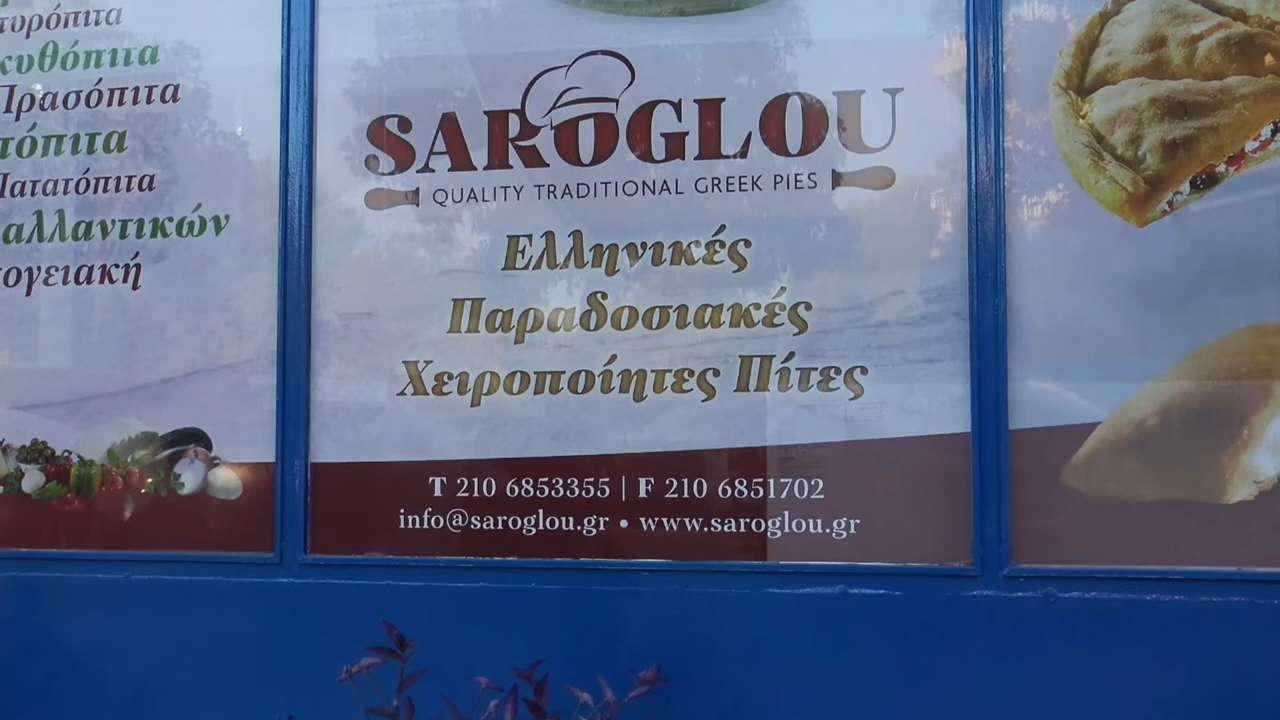 Πρασόπιτα
Πατατόπιτα
SAROGLOU
QUALITY TRADITIONAL GREEK PIES
Ελληνικές
Παραδοσιακές
Χειροποίητες Πίτες
T 210 6853355 | F 210 6851702
info@saroglou.gr • www.saroglou.gr